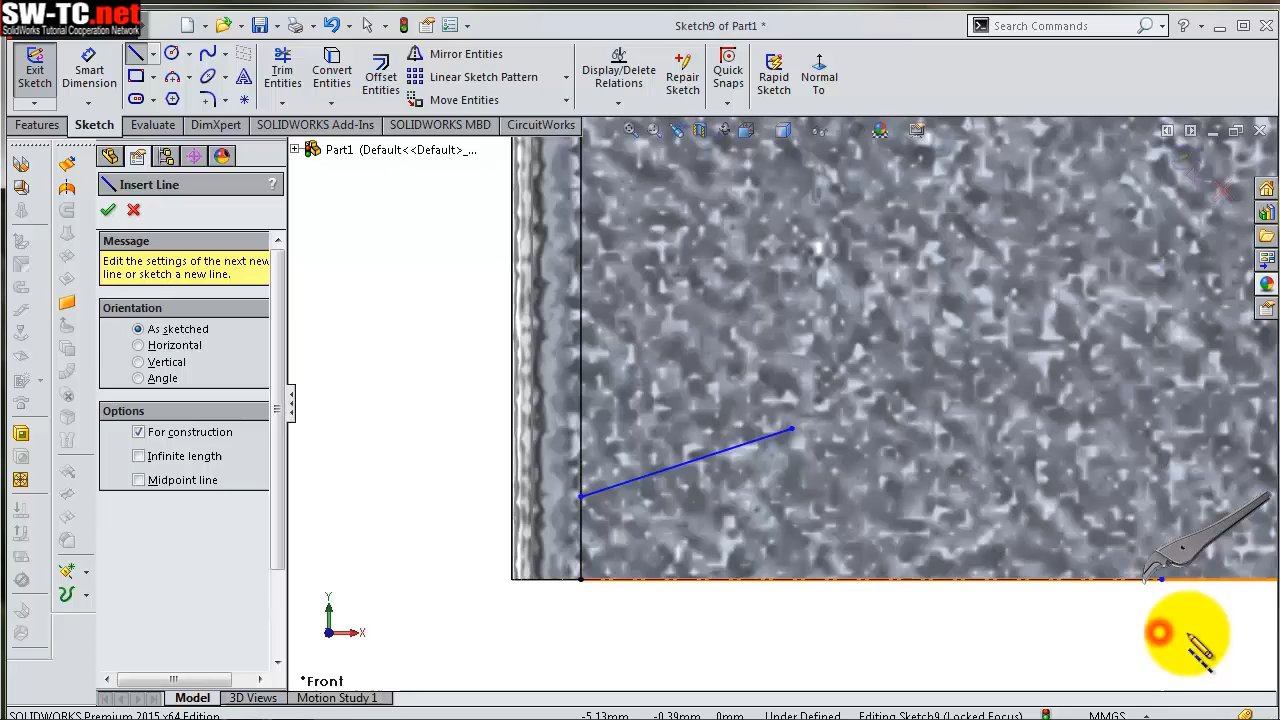 SW-TC.net
SolidWorks Tutorial Cooperation Network
Sketch9 of Part1 *
Search Commands
Exit Sketch
Smart Dimension
Trim Entities
Convert Entities
Offset Entities
Mirror Entities
Linear Sketch Pattern
Move Entities
Display/Delete Relations
Repair Sketch
Quick Snaps
Rapid Sketch
Normal To
Features
Sketch
Evaluate
DimXpert
SOLIDWORKS Add-Ins
SOLIDWORKS MBD
CircuitWorks
Part1 (Default<<Default>_...
Insert Line
?
Message
Edit the settings of the next new
line or sketch a new line.
Orientation
As sketched
Horizontal
Vertical
Angle
Options
For construction
Infinite length
Midpoint line
Y
X
*Front
Model
3D Views
Motion Study 1
SOLIDWORKS Premium 2015 x64 Edition
-5.13mm
-0.39mm
0mm
Under Defined
Editing Sketch9 (Locked Focus)
MMGS